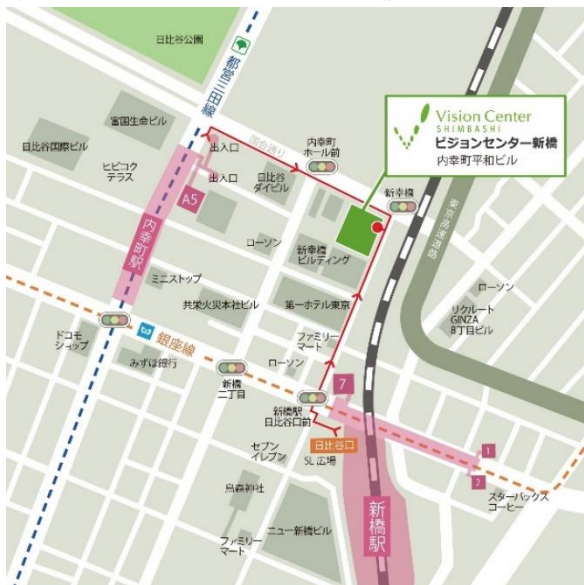 日比谷公園
都営三田線
富国生命ビル
日比谷国際ビル
ヒビヤ
テラス
出入口
出入口
A5
国会通り
内幸町
ホール前
日比谷
ダイビル
新幸橋
Vision Center
SHIMBASHI
ビジョンセンター新橋
内幸町平和ビル
東京高速道路
内幸町駅
ローソン
新幸橋
ビルディング
ミニストップ
共栄火災本社ビル
第一ホテル東京
ローソン
リクルート
GINZA
8丁目ビル
ドコモ
ショップ
銀座線
みずほ銀行
新橋
二丁目
ローソン
ファミリー
マート
7
新橋駅
日比谷口前
日比谷口
SL 広場
セブン
イレブン
1
2
スターバックス
コーヒー
烏森神社
新橋駅
ニュー新橋ビル
ファミリー
マート